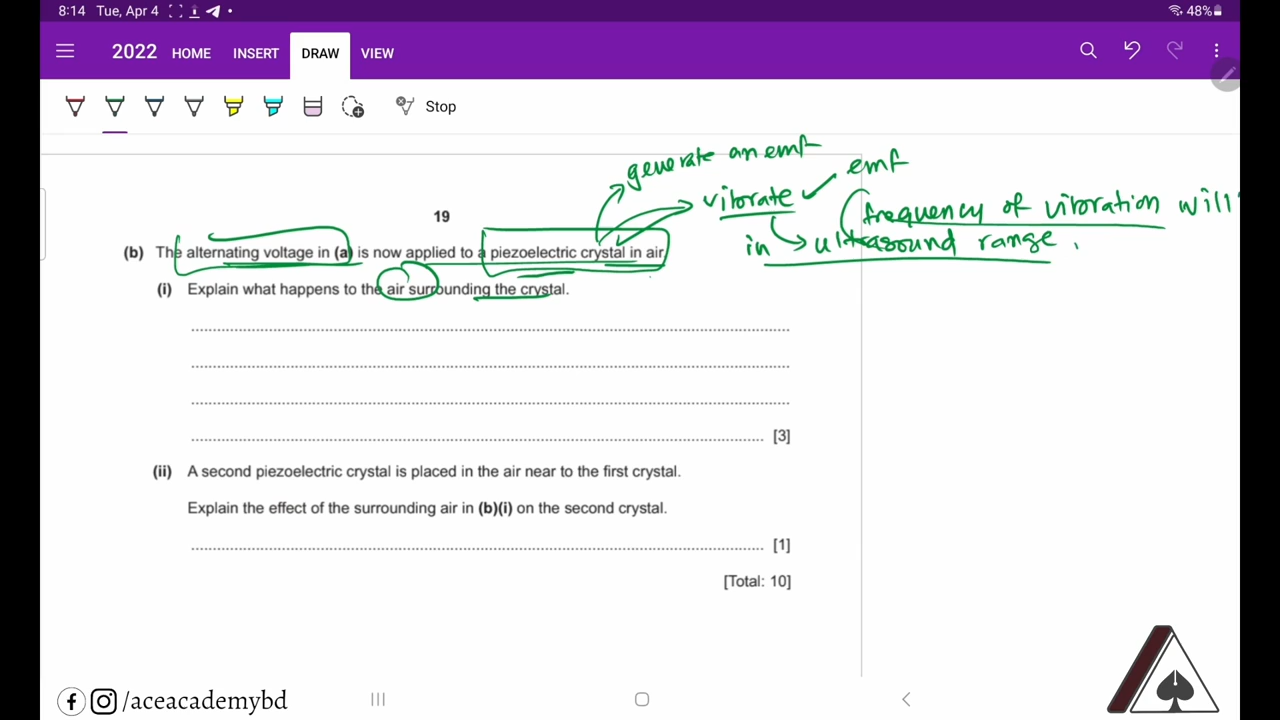 8:14 Tue, Apr 4
48%
2022 HOME INSERT DRAW VIEW
Stop
generate an emf
emf
vibrate
frequency of vibration will
in ultrasound range.
19
(b) The alternating voltage in (a) is now applied to a piezoelectric crystal in air.
(i) Explain what happens to the air surrounding the crystal.
[3]
(ii) A second piezoelectric crystal is placed in the air near to the first crystal.
Explain the effect of the surrounding air in (b)(i) on the second crystal.
[1]
[Total: 10]
/aceacademybd